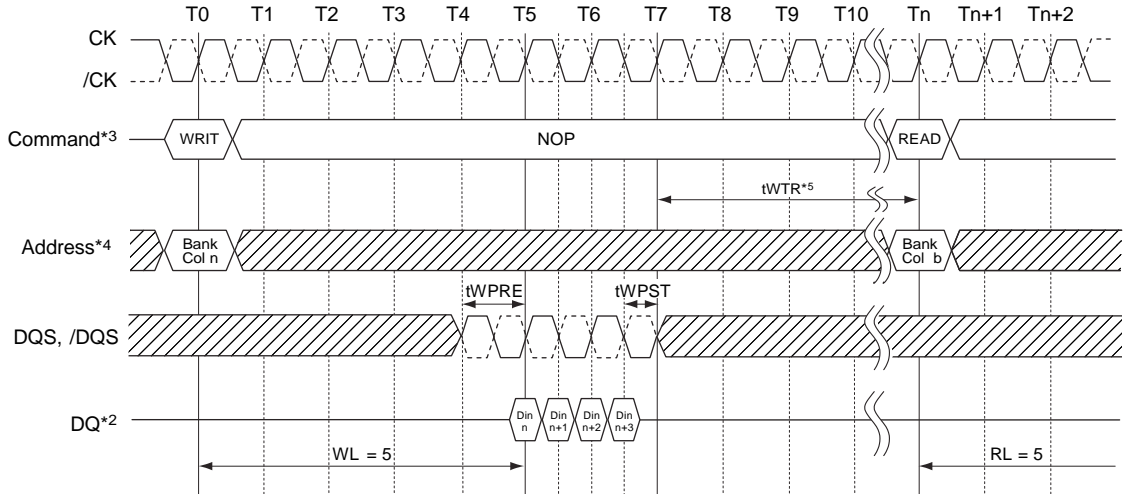 T0 T1 T2 T3 T4 T5 T6 T7 T8 T9 T10 Tn Tn+1 Tn+2
CK
/CK
Command*3 WRIT NOP READ
tWTR*5
Address*4 Bank Col n Bank Col b
tWPRE tWPST
DQS, /DQS
DQ*2 Din n Din n+1 Din n+2 Din n+3
WL = 5 RL = 5